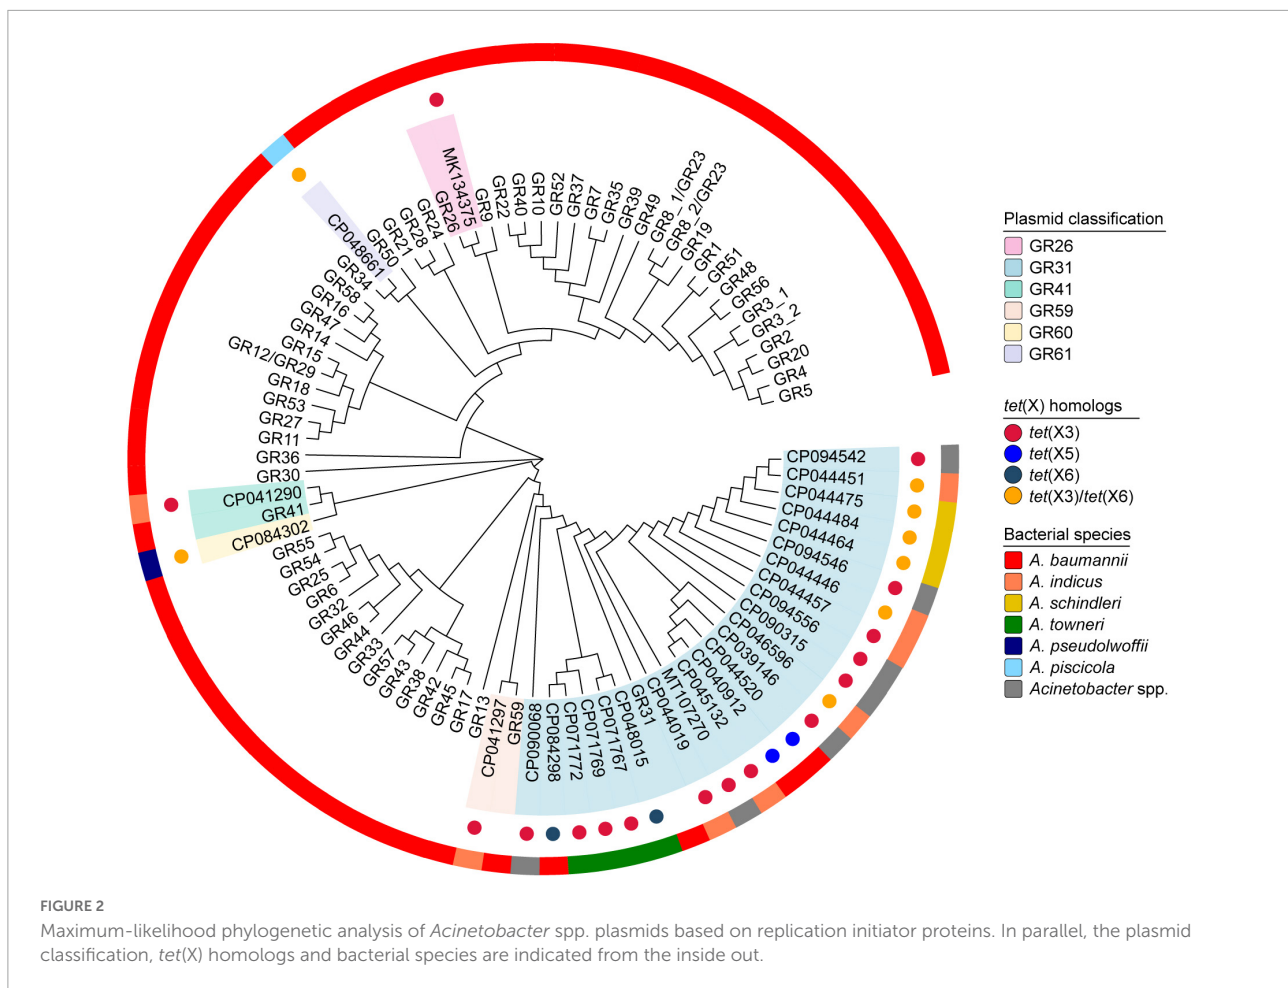 MK134375
GR26
GR9
GR22
GR40
GR10
GR52
GR37
GR7
GR35
GR39
GR49
GR8_1/GR23
GR8_2/GR23
GR19
GR1
GR51
GR48
GR56
GR3_1
GR3_2
GR2
GR20
GR4
GR5
GR24
GR28
GR21
GR50
CP048661
GR34
GR58
GR16
GR47
GR14
GR15
GR12/GR29
GR18
GR53
GR27
GR11
GR36
GR30
CP041290
GR41
CP084302
GR55
GR54
GR25
GR6
GR32
GR46
GR44
GR33
GR57
GR43
GR38
GR42
GR45
GR17
GR13
CP041297
GR59
CP090068
CP084298
CP071772
CP071769
CP071767
CP048015
GR31
CP044019
MT107270
CP045132
CP040912
CP044520
CP039146
CP046596
CP090315
CP094556
CP044457
CP044446
CP094546
CP044464
CP044484
CP044475
CP044451
CP094542
Plasmid classification
GR26
GR31
GR41
GR59
GR60
GR61
tet(X) homologs
tet(X3)
tet(X5)
tet(X6)
tet(X3)/tet(X6)
Bacterial species
A. baumannii
A. indicus
A. schindleri
A. towneri
A. pseudolwoffii
A. piscicola
Acinetobacter spp.
FIGURE 2
Maximum-likelihood phylogenetic analysis of Acinetobacter spp. plasmids based on replication initiator proteins. In parallel, the plasmid
classification, tet(X) homologs and bacterial species are indicated from the inside out.